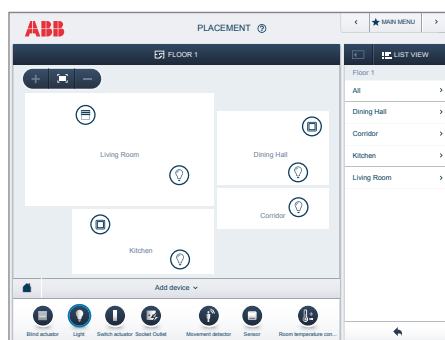 ABB
PLACEMENT ?
MAIN MENU
FLOOR 1
LIST VIEW
Floor 1
All
Dining Hall
Corridor
Kitchen
Living Room
Living Room
Dining Hall
Corridor
Kitchen
Add device
Blind actuator Light Switch actuator Socket Outlet Movement detector Sensor Room temperature con...